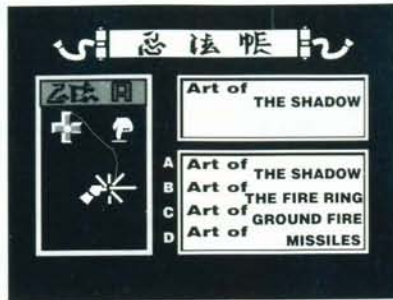 忍法帳
Art of
THE SHADOW
A Art of
THE SHADOW
B Art of
THE FIRE RING
C Art of
GROUND FIRE
D Art of
MISSILES